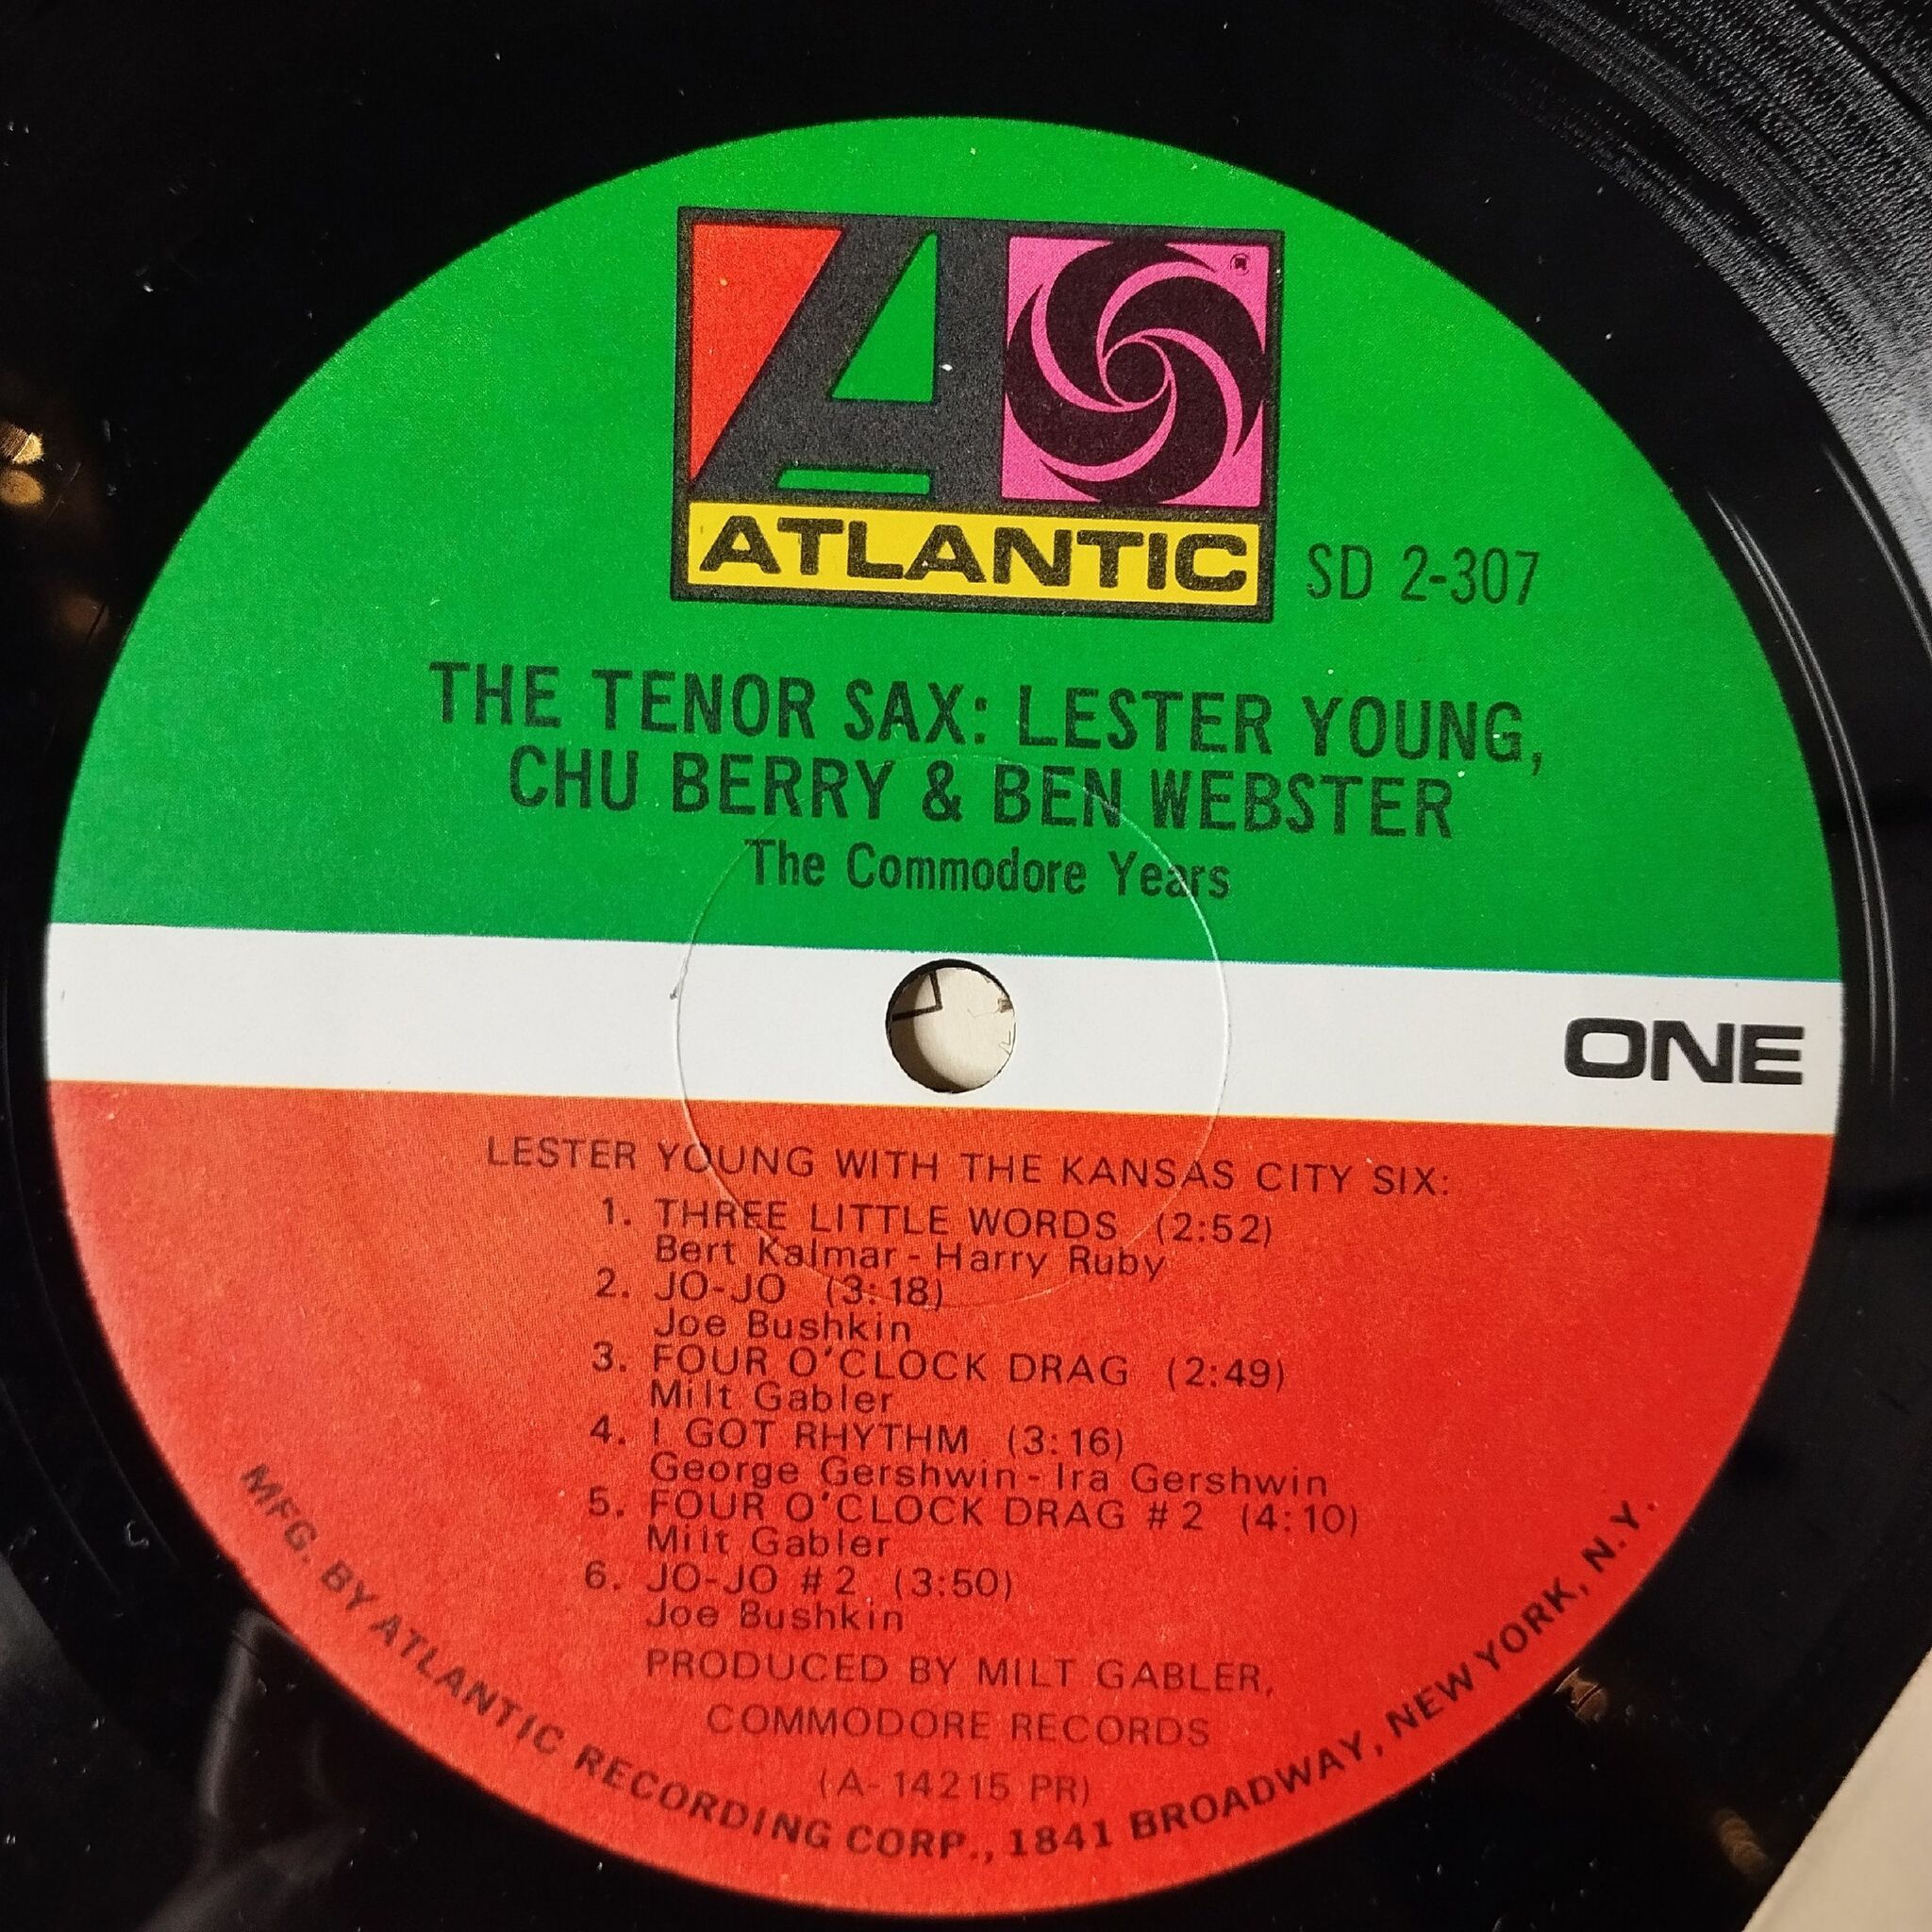 ATLANTIC
®
SD 2-307
THE TENOR SAX: LESTER YOUNG,
CHU BERRY & BEN WEBSTER
The Commodore Years
ONE
LESTER YOUNG WITH THE KANSAS CITY SIX:
1. THREE LITTLE WORDS (2:52)
Bert Kalmar - Harry Ruby
2. JO-JO (3:18)
Joe Bushkin
3. FOUR O'CLOCK DRAG (2:49)
Milt Gabler
4. I GOT RHYTHM (3:16)
George Gershwin - Ira Gershwin
5. FOUR O'CLOCK DRAG #2 (4:10)
Milt Gabler
6. JO-JO #2 (3:50)
Joe Bushkin
PRODUCED BY MILT GABLER,
COMMODORE RECORDS
(A-14215 PR)
MFG. BY ATLANTIC RECORDING CORP., 1841 BROADWAY, NEW YORK, N.Y.